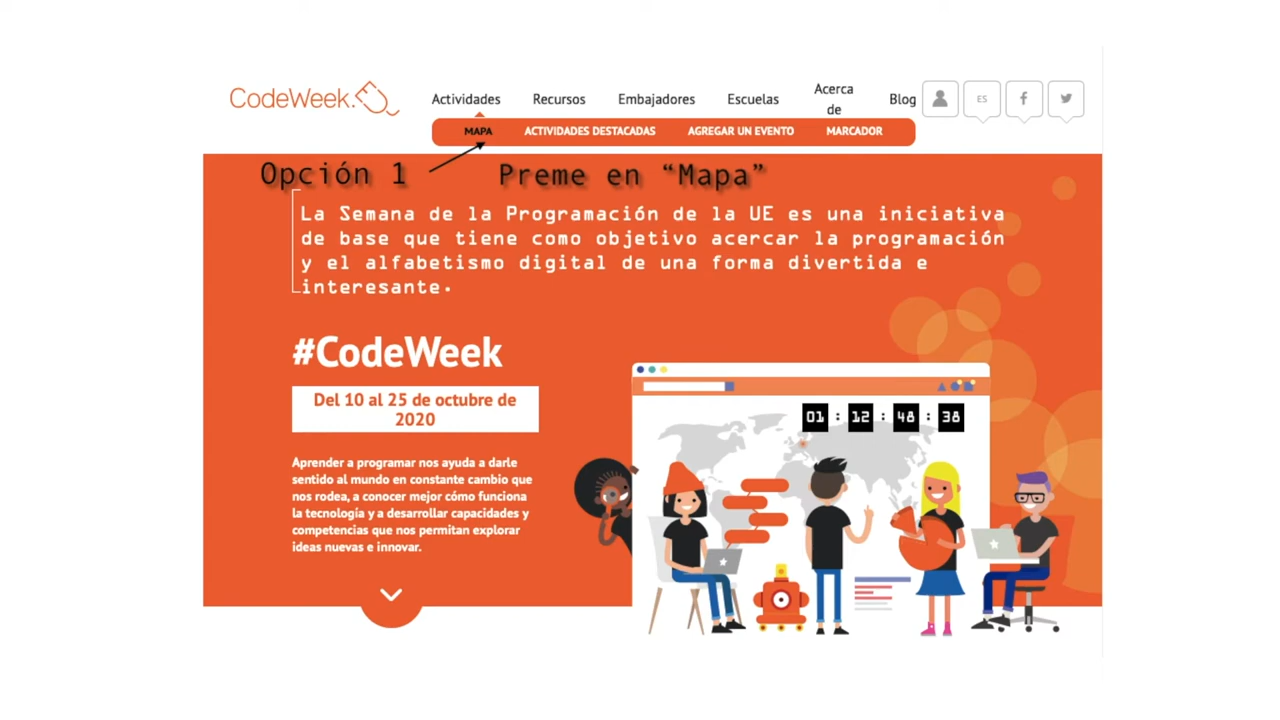 CodeWeek.
Actividades
Recursos
Embajadores
Escuelas
Acerca
de
Blog
ES
MAPA
ACTIVIDADES DESTACADAS
AGREGAR UN EVENTO
MARCADOR
Opción 1
Preme en “Mapa”
La Semana de la Programación de la UE es una iniciativa
de base que tiene como objetivo acercar la programación
y el alfabetismo digital de una forma divertida e
interesante.
#CodeWeek
Del 10 al 25 de octubre de
2020
01 : 12 : 48 : 38
Aprender a programar nos ayuda a darle
sentido al mundo en constante cambio que
nos rodea, a conocer mejor cómo funciona
la tecnología y a desarrollar capacidades y
competencias que nos permitan explorar
ideas nuevas e innovar.